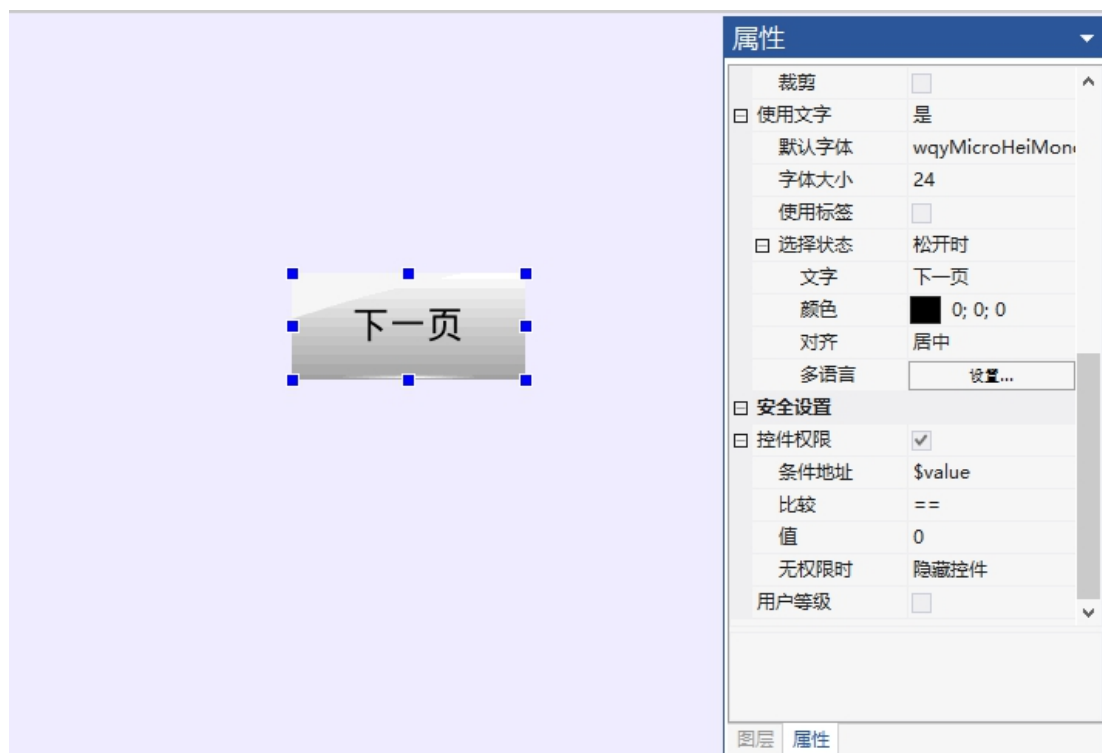 属性
裁剪
使用文字 是
默认字体 wqyMicroHeiMon
字体大小 24
使用标签
选择状态 松开时
文字 下一页
颜色 0; 0; 0
对齐 居中
多语言 设置...
安全设置
控件权限
条件地址 $value
比较 ==
值 0
无权限时 隐藏控件
用户等级
图层 属性
下一页